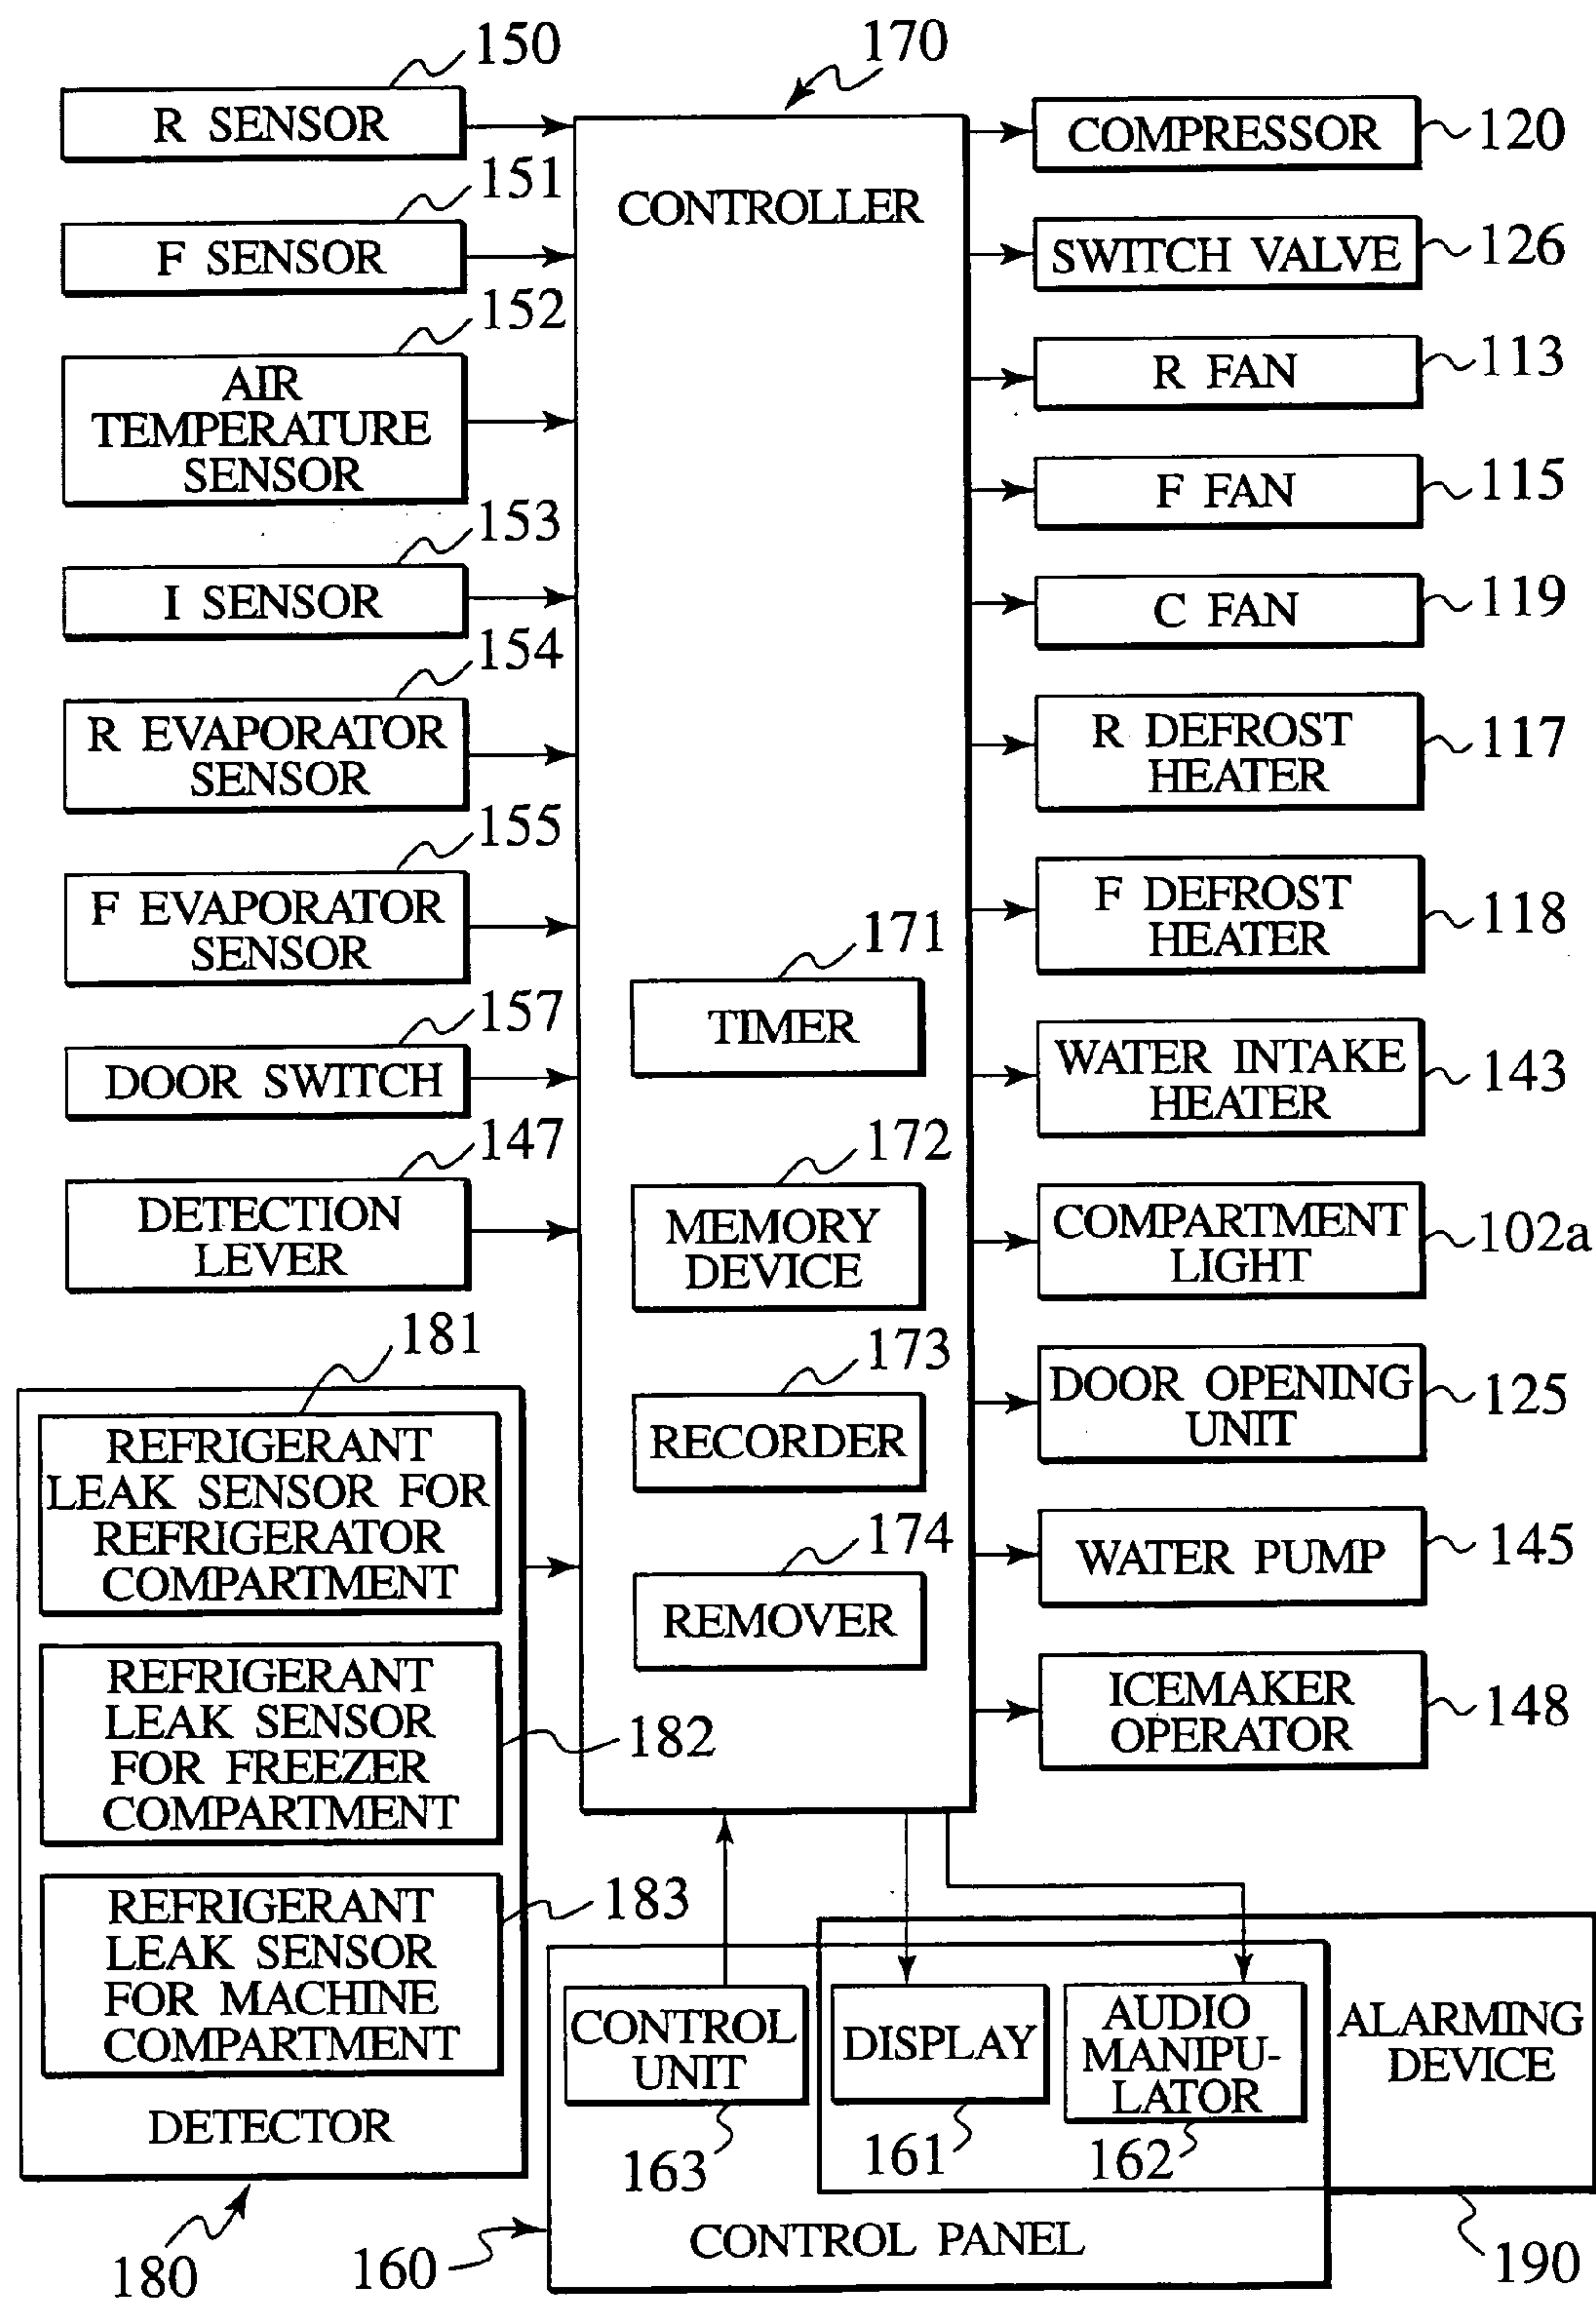 150
R SENSOR
151
F SENSOR
152
AIR
TEMPERATURE
SENSOR
153
I SENSOR
154
R EVAPORATOR
SENSOR
155
F EVAPORATOR
SENSOR
157
DOOR SWITCH
147
DETECTION
LEVER
181
REFRIGERANT
LEAK SENSOR FOR
REFRIGERATOR
COMPARTMENT
REFRIGERANT
LEAK SENSOR
FOR FREEZER
COMPARTMENT
182
REFRIGERANT
LEAK SENSOR
FOR MACHINE
COMPARTMENT
183
DETECTOR
180
170
CONTROLLER
171
TIMER
172
MEMORY
DEVICE
173
RECORDER
174
REMOVER
COMPRESSOR
120
SWITCH VALVE
126
R FAN
113
F FAN
115
C FAN
119
R DEFROST
HEATER
117
F DEFROST
HEATER
118
WATER INTAKE
HEATER
143
COMPARTMENT
LIGHT
102a
DOOR OPENING
UNIT
125
WATER PUMP
145
ICEMAKER
OPERATOR
148
CONTROL
UNIT
163
DISPLAY
161
AUDIO
MANIPU-
LATOR
162
ALARMING
DEVICE
190
CONTROL PANEL
160